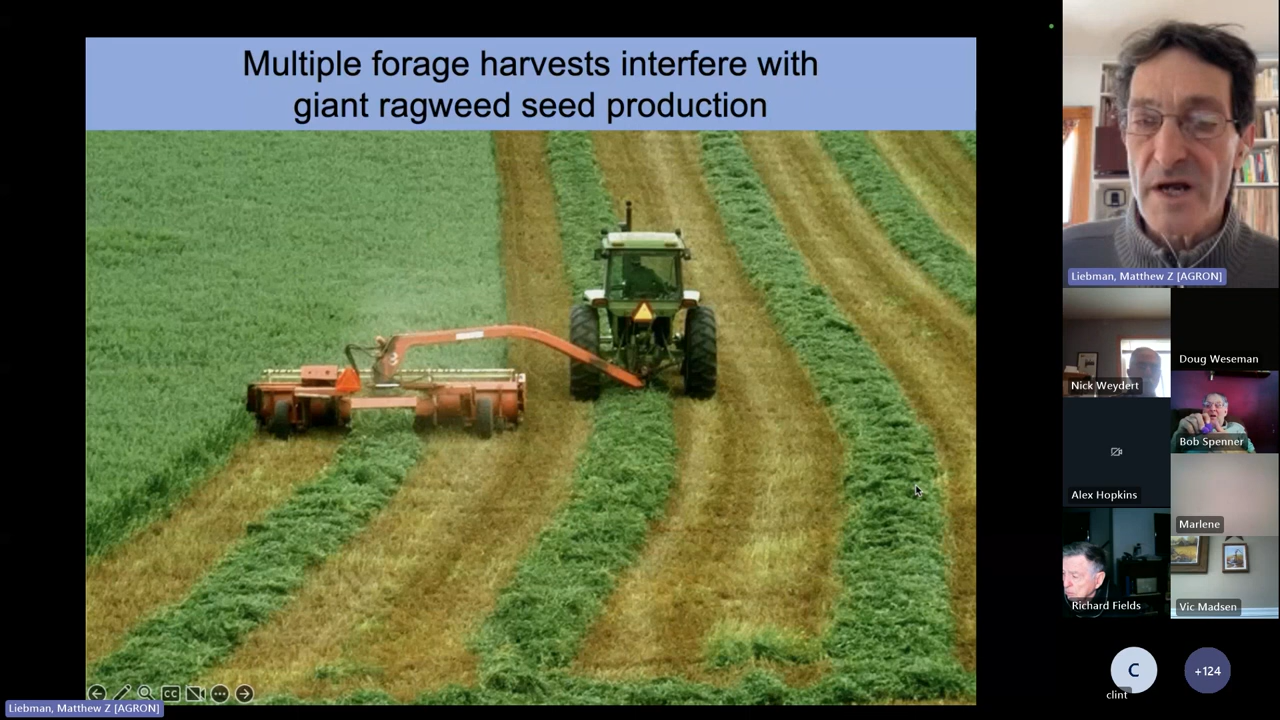 Multiple forage harvests interfere with
giant ragweed seed production
Liebman, Matthew Z [AGRON]
Nick Weydert
Doug Weseman
Bob Spenner
Alex Hopkins
Marlene
Richard Fields
Vic Madsen
C
clint
+124
CC
Liebman, Matthew Z [AGRON]